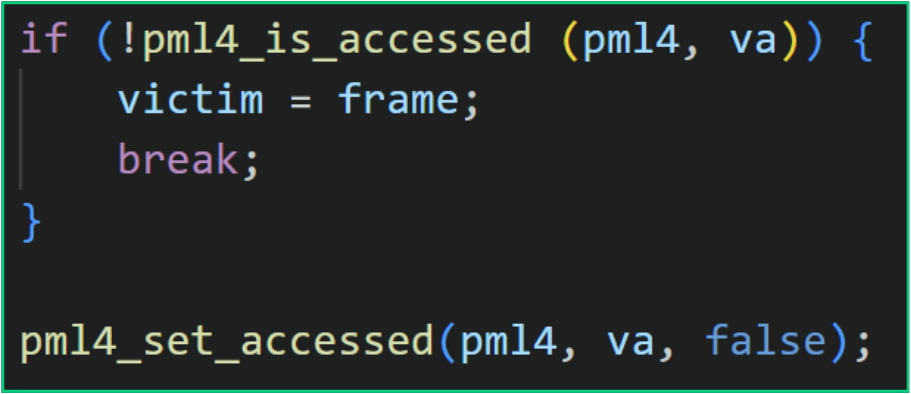 if (!pml4_is_accessed (pml4, va)) {
    victim = frame;
    break;
}

pml4_set_accessed(pml4, va, false);